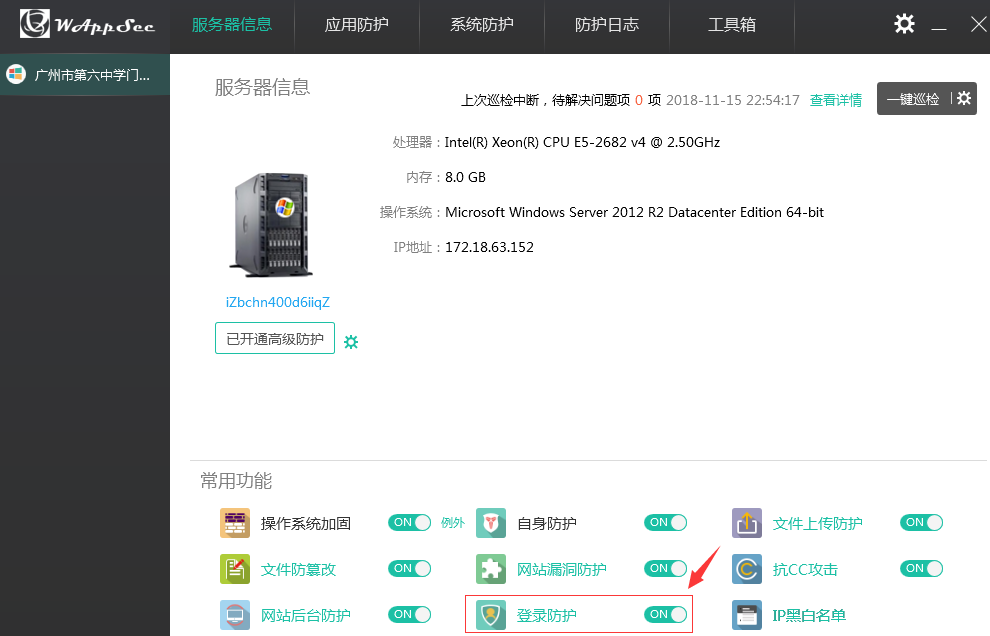 WAppSec
服务器信息
应用防护
系统防护
防护日志
工具箱
广州市第六中学门...
服务器信息
上次巡检中断，待解决问题项 0 项 2018-11-15 22:54:17 查看详情
一键巡检
处理器：Intel(R) Xeon(R) CPU E5-2682 v4 @ 2.50GHz
内存：8.0 GB
操作系统：Microsoft Windows Server 2012 R2 Datacenter Edition 64-bit
IP地址：172.18.63.152
iZbchn400d6iiqZ
已开通高级防护
常用功能
操作系统加固 ON 例外
自身防护 ON
文件上传防护 ON
文件防篡改 ON
网站漏洞防护 ON
抗CC攻击 ON
网站后台防护 ON
登录防护 ON
IP黑白名单